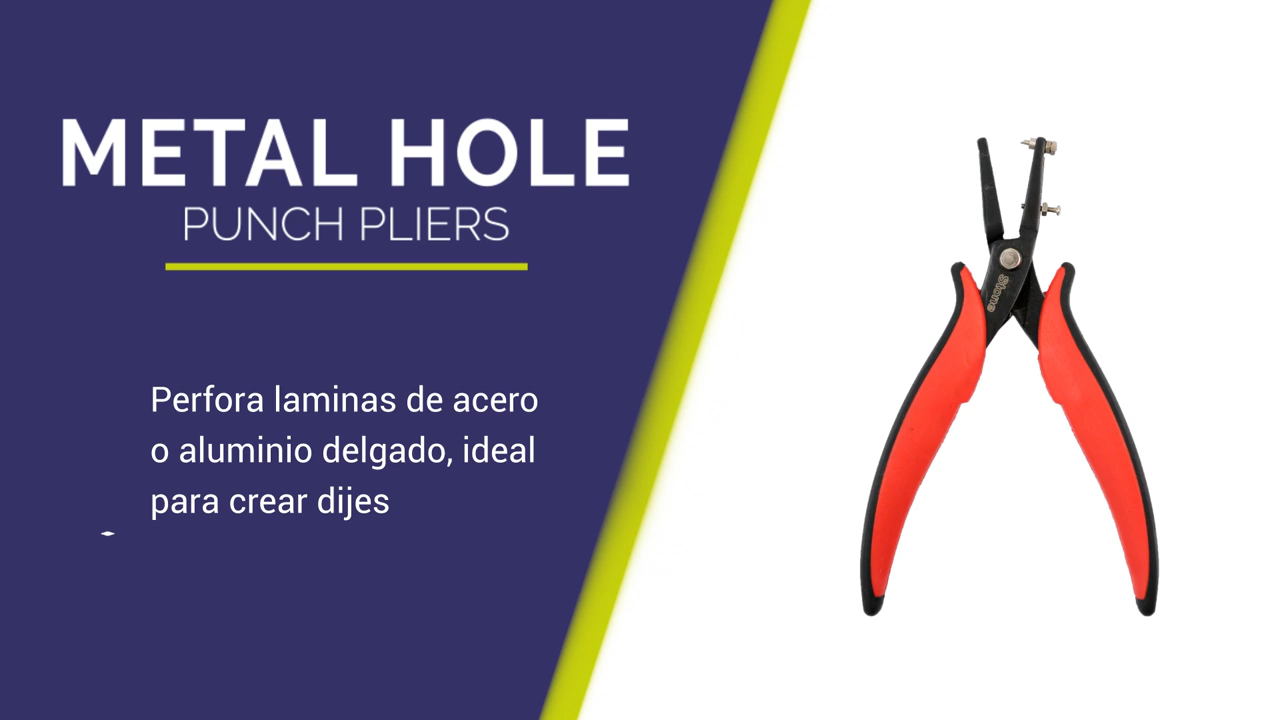 METAL HOLE
PUNCH PLIERS
Perfora laminas de acero
o aluminio delgado, ideal
para crear dijes